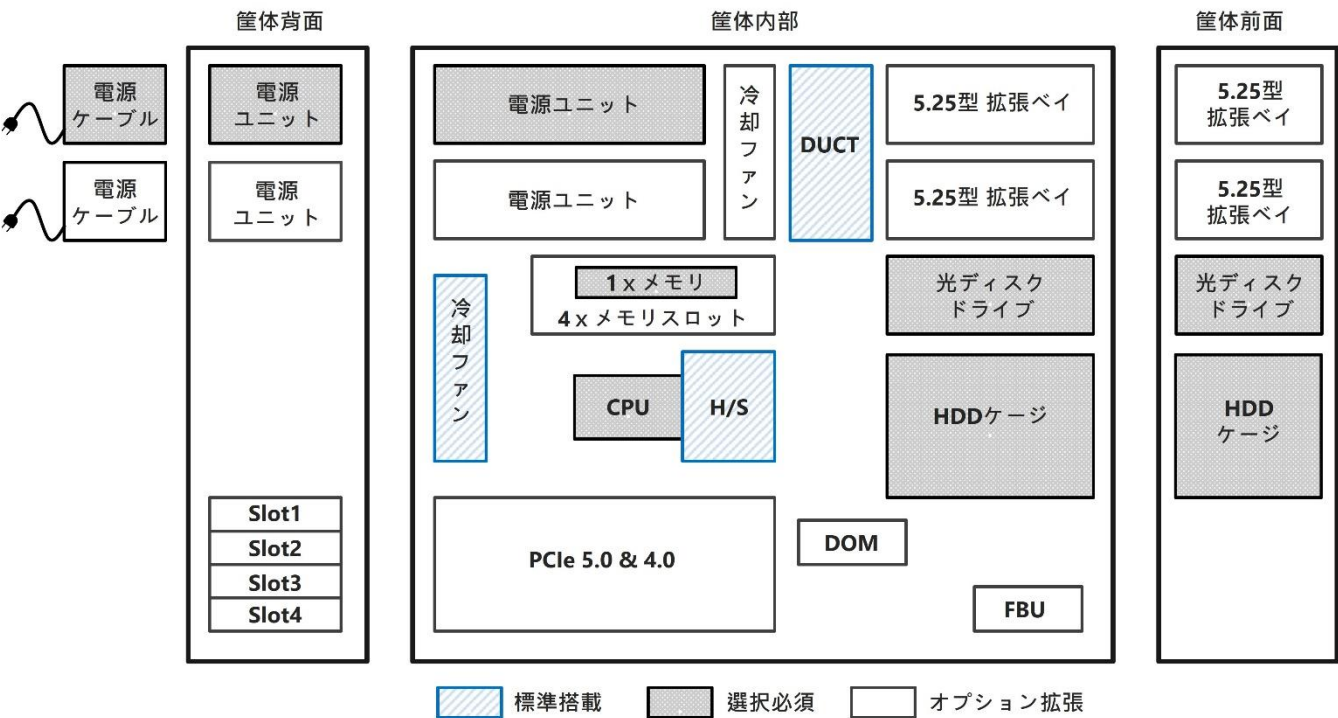 筐体背面
筐体内部
筐体前面
電源
ケーブル
電源
ケーブル
電源
ユニット
電源
ユニット
Slot1
Slot2
Slot3
Slot4
電源ユニット
電源ユニット
冷却ファン
DUCT
5.25型 拡張ベイ
5.25型 拡張ベイ
冷却ファン
1 x メモリ
4 x メモリスロット
光ディスク
ドライブ
CPU
H/S
HDDケージ
PCIe 5.0 & 4.0
DOM
FBU
5.25型
拡張ベイ
5.25型
拡張ベイ
光ディスク
ドライブ
HDD
ケージ
標準搭載
選択必須
オプション拡張